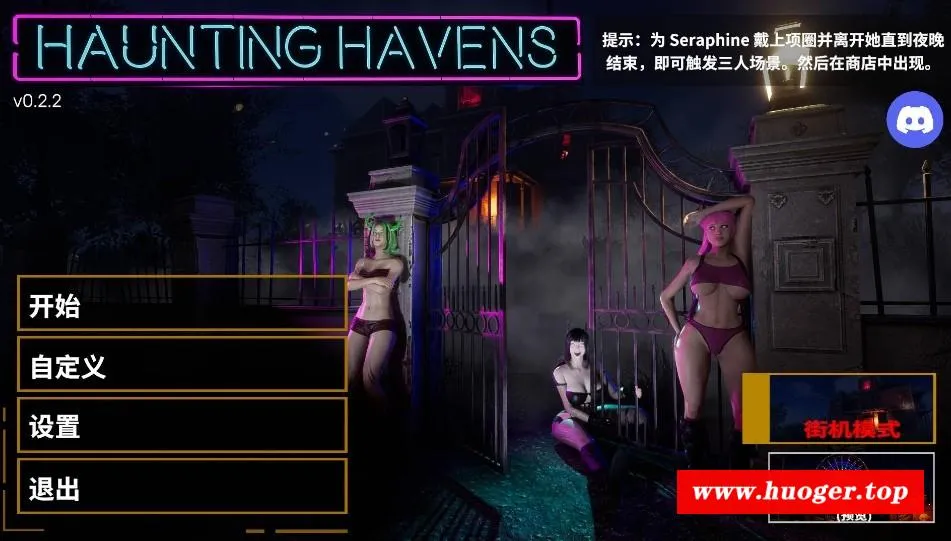 HAUNTING HAVENS
v0.2.2
提示：为 Seraphine 戴上项圈并离开她直到夜晚
结束，即可触发三人场景。然后在商店中出现。
开始
自定义
设置
退出
街机模式
www.huoger.top
(预览)